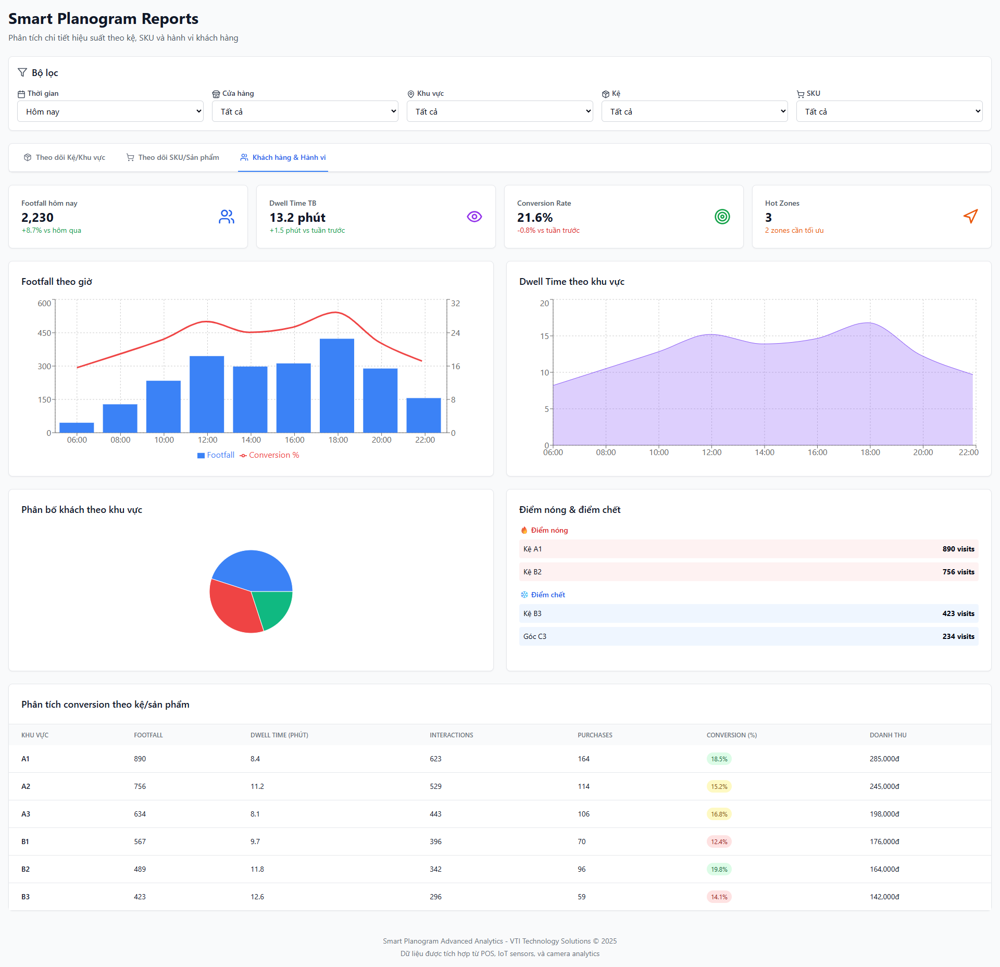 Smart Planogram Reports
Phân tích chi tiết hiệu suất theo kệ, SKU và hành vi khách hàng
Bộ lọc
Thời gian Cửa hàng Khu vực Kệ SKU
Hôm nay Tất cả Tất cả Tất cả Tất cả
Theo dõi Kệ/Khu vực Theo dõi SKU/Sản phẩm Khách hàng & Hành vi
Footfall hôm nay
2,230
+8.7% vs hôm qua
Dwell Time TB
13.2 phút
+1.5 phút vs tuần trước
Conversion Rate
21.6%
-0.8% vs tuần trước
Hot Zones
3
2 zones cần tối ưu
Footfall theo giờ
600 32
450 24
300 16
150 8
0 0
06:00 08:00 10:00 12:00 14:00 16:00 18:00 20:00 22:00
Footfall Conversion %
Dwell Time theo khu vực
20
15
10
5
0
06:00 08:00 10:00 12:00 14:00 16:00 18:00 20:00 22:00
Phân bố khách theo khu vực
Điểm nóng & điểm chết
🔥 Điểm nóng
Kệ A1 890 visits
Kệ B2 756 visits
❄️ Điểm chết
Kệ B3 423 visits
Góc C3 234 visits
Phân tích conversion theo kệ/sản phẩm
KHU VỰC FOOTFALL DWELL TIME (PHÚT) INTERACTIONS PURCHASES CONVERSION (%) DOANH THU
A1 890 8.4 623 164 18.5% 285,000đ
A2 756 11.2 529 114 15.2% 245,000đ
A3 634 8.1 443 106 16.8% 198,000đ
B1 567 9.7 396 70 12.4% 176,000đ
B2 489 11.8 342 96 19.8% 164,000đ
B3 423 12.6 296 59 14.1% 142,000đ
Smart Planogram Advanced Analytics - VTI Technology Solutions © 2025
Dữ liệu được tích hợp từ POS, IoT sensors, và camera analytics